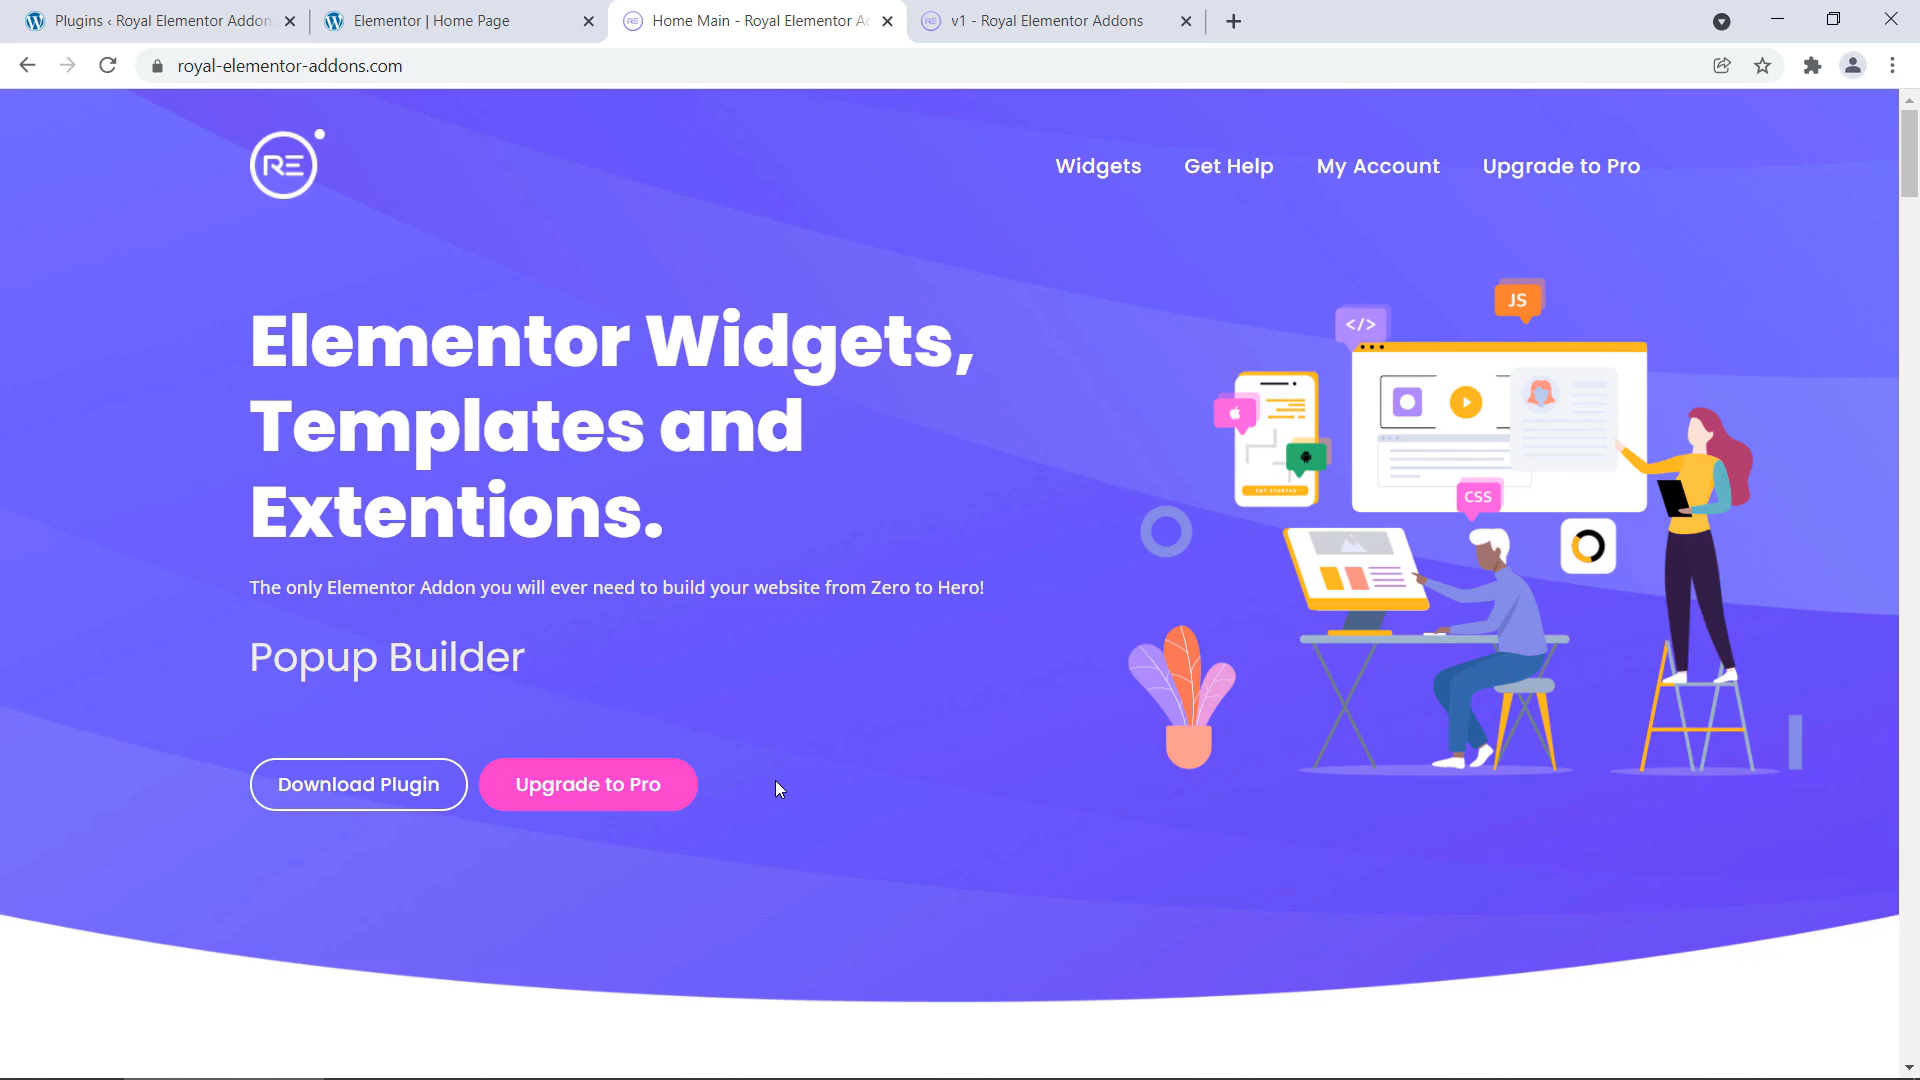 Plugins ‹ Royal Elementor Addon
Elementor | Home Page
Home Main - Royal Elementor A
v1 - Royal Elementor Addons
royal-elementor-addons.com
RE
Widgets
Get Help
My Account
Upgrade to Pro
Elementor Widgets,
Templates and
Extentions.
The only Elementor Addon you will ever need to build your website from Zero to Hero!
Popup Builder
Download Plugin
Upgrade to Pro
JS
</>
CSS
GET STARTED